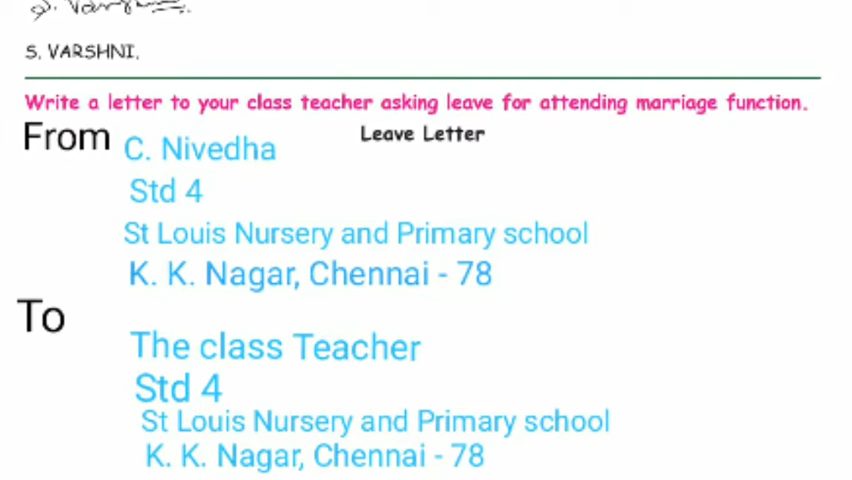 S. Varshni.
S. VARSHNI.
Write a letter to your class teacher asking leave for attending marriage function.
Leave Letter
From
C. Nivedha
Std 4
St Louis Nursery and Primary school
K. K. Nagar, Chennai - 78
To
The class Teacher
Std 4
St Louis Nursery and Primary school
K. K. Nagar, Chennai - 78